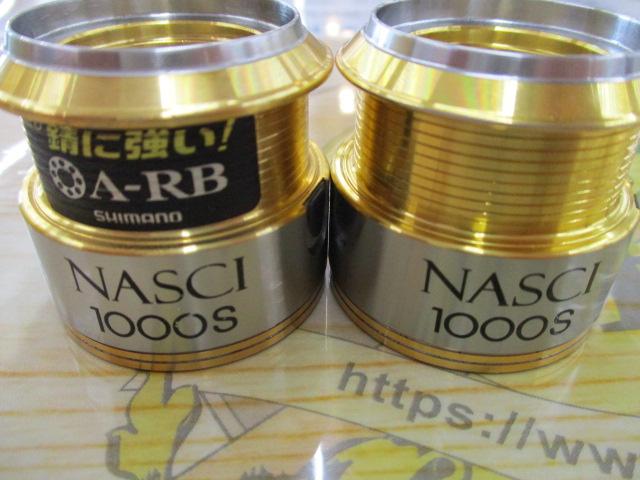 錆に強い!
A-RB
SHIMANO
NASCI
1000S
NASCI
1000S
https://ww